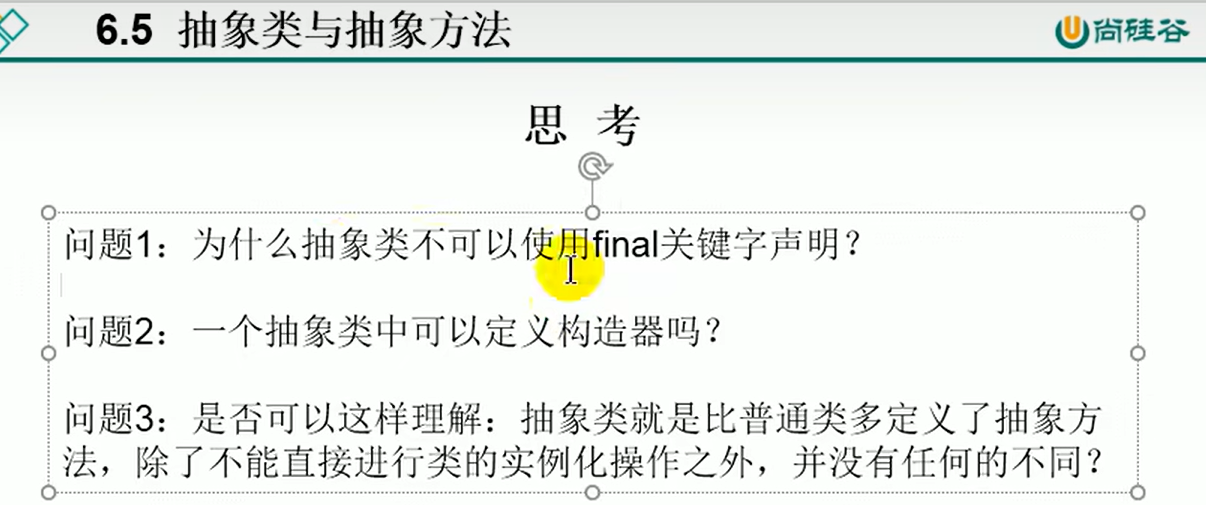 6.5 抽象类与抽象方法
尚硅谷
思 考
问题1：为什么抽象类不可以使用final关键字声明？
问题2：一个抽象类中可以定义构造器吗？
问题3：是否可以这样理解：抽象类就是比普通类多定义了抽象方
法，除了不能直接进行类的实例化操作之外，并没有任何的不同？